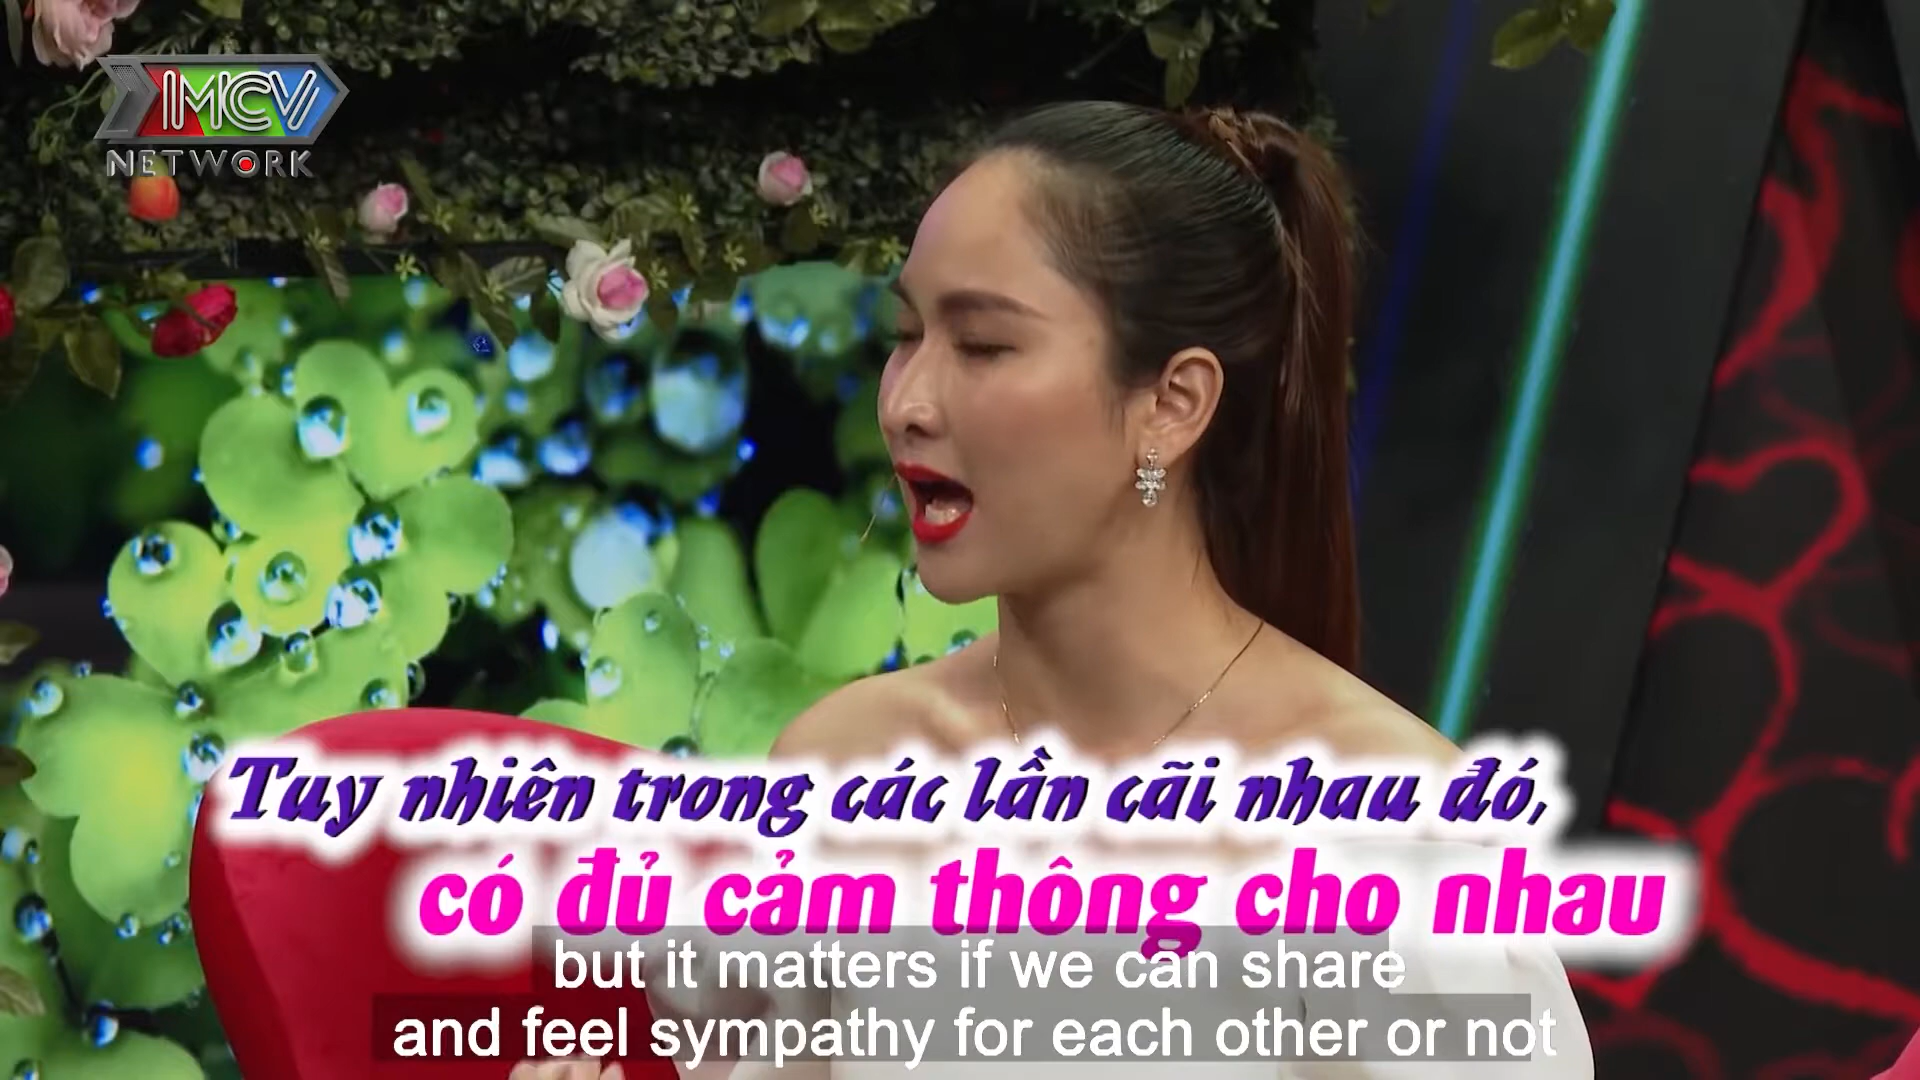 MCV
NETWORK
Tuy nhiên trong các lần cãi nhau đó,
có đủ cảm thông cho nhau
but it matters if we can share
and feel sympathy for each other or not